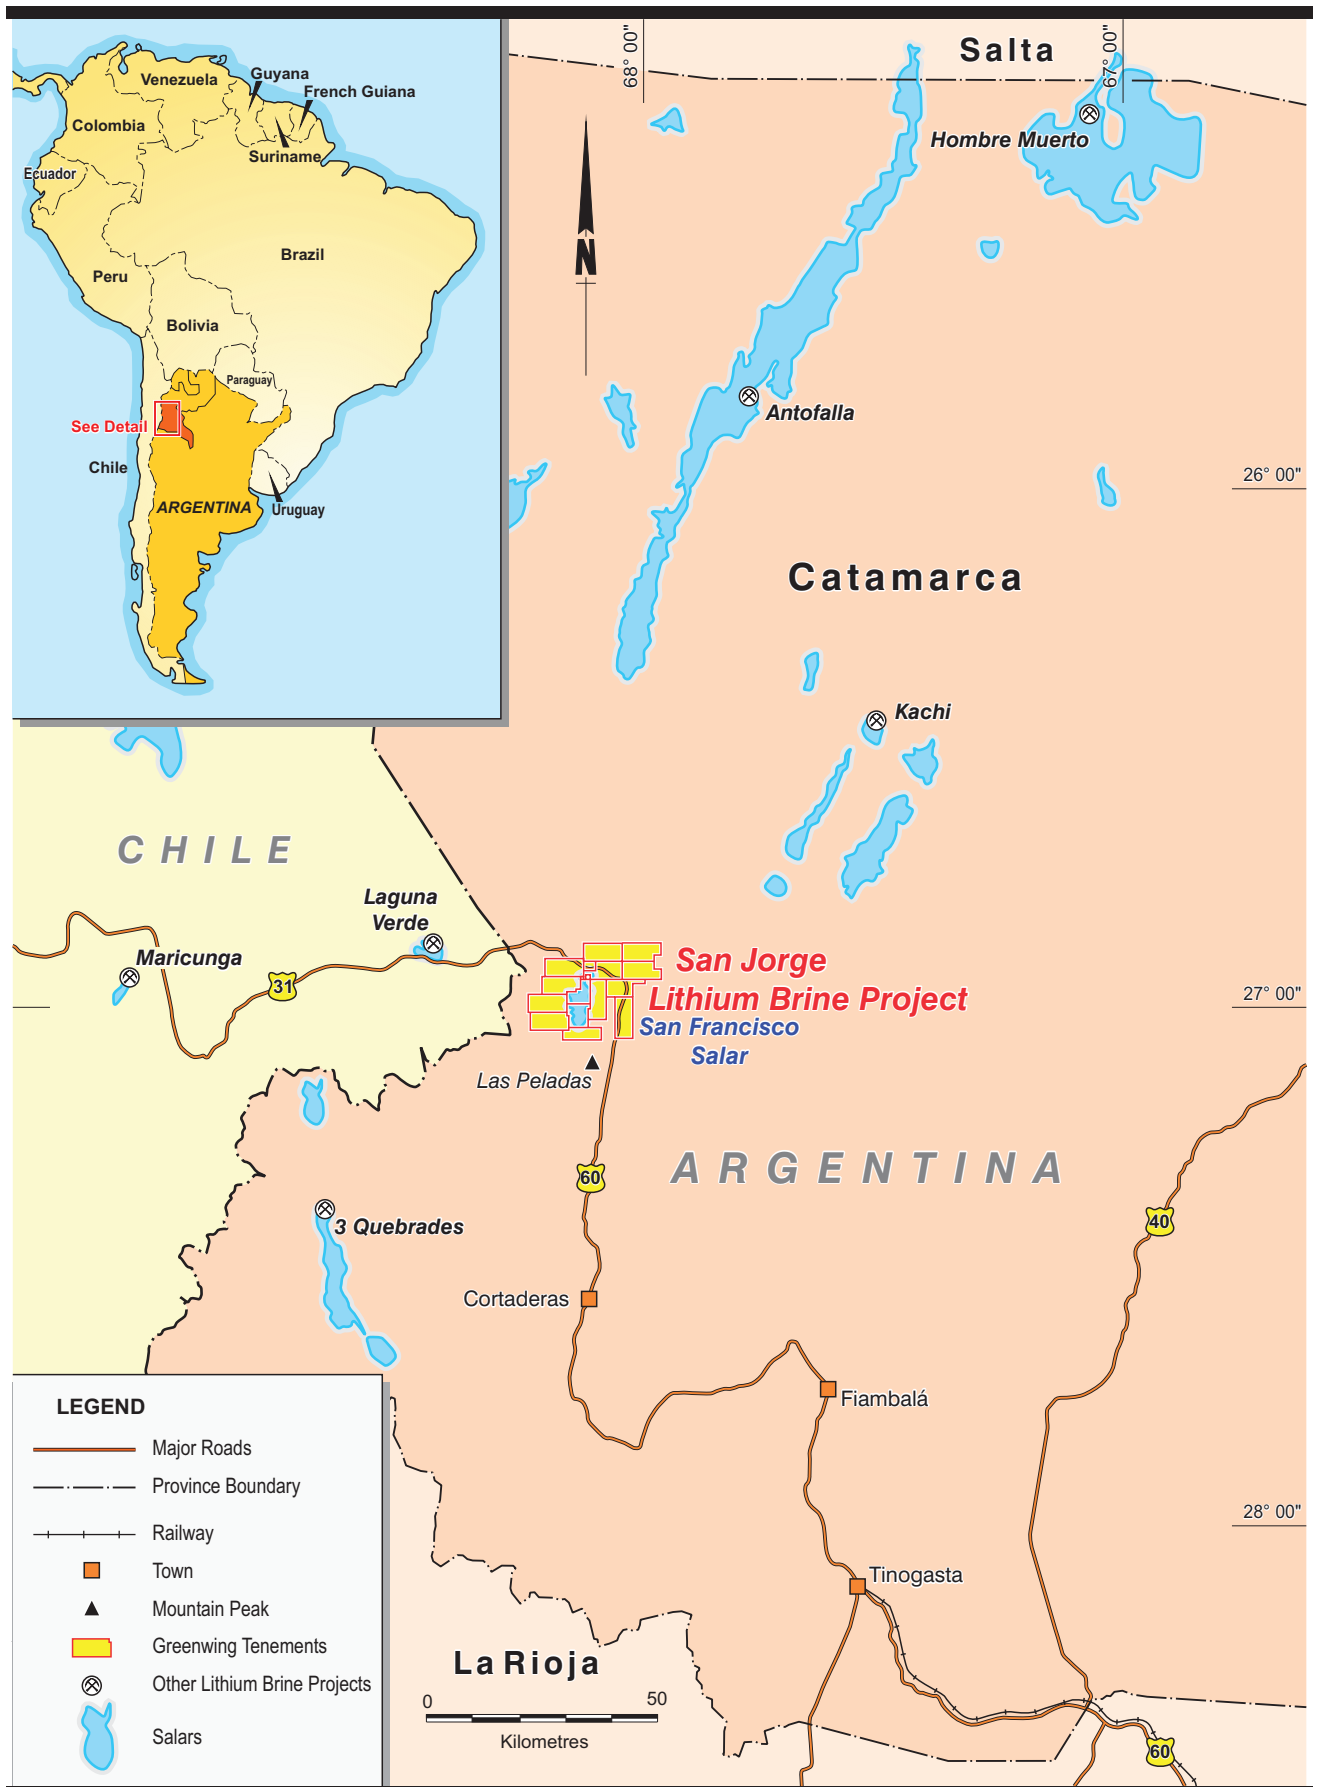 Venezuela
Guyana
French Guiana
Colombia
Suriname
Ecuador
Brazil
Peru
Bolivia
Paraguay
See Detail
Chile
ARGENTINA
Uruguay
68° 00"
67° 00"
Salta
Hombre Muerto
N
Antofalla
26° 00"
Catamarca
Kachi
CHILE
Laguna
Verde
Maricunga
31
San Jorge
Lithium Brine Project
27° 00"
San Francisco
Salar
Las Peladas
60
ARGENTINA
40
3 Quebrades
Cortaderas
Fiambalá
28° 00"
Tinogasta
La Rioja
0 50
Kilometres
60
LEGEND
Major Roads
Province Boundary
Railway
Town
Mountain Peak
Greenwing Tenements
Other Lithium Brine Projects
Salars